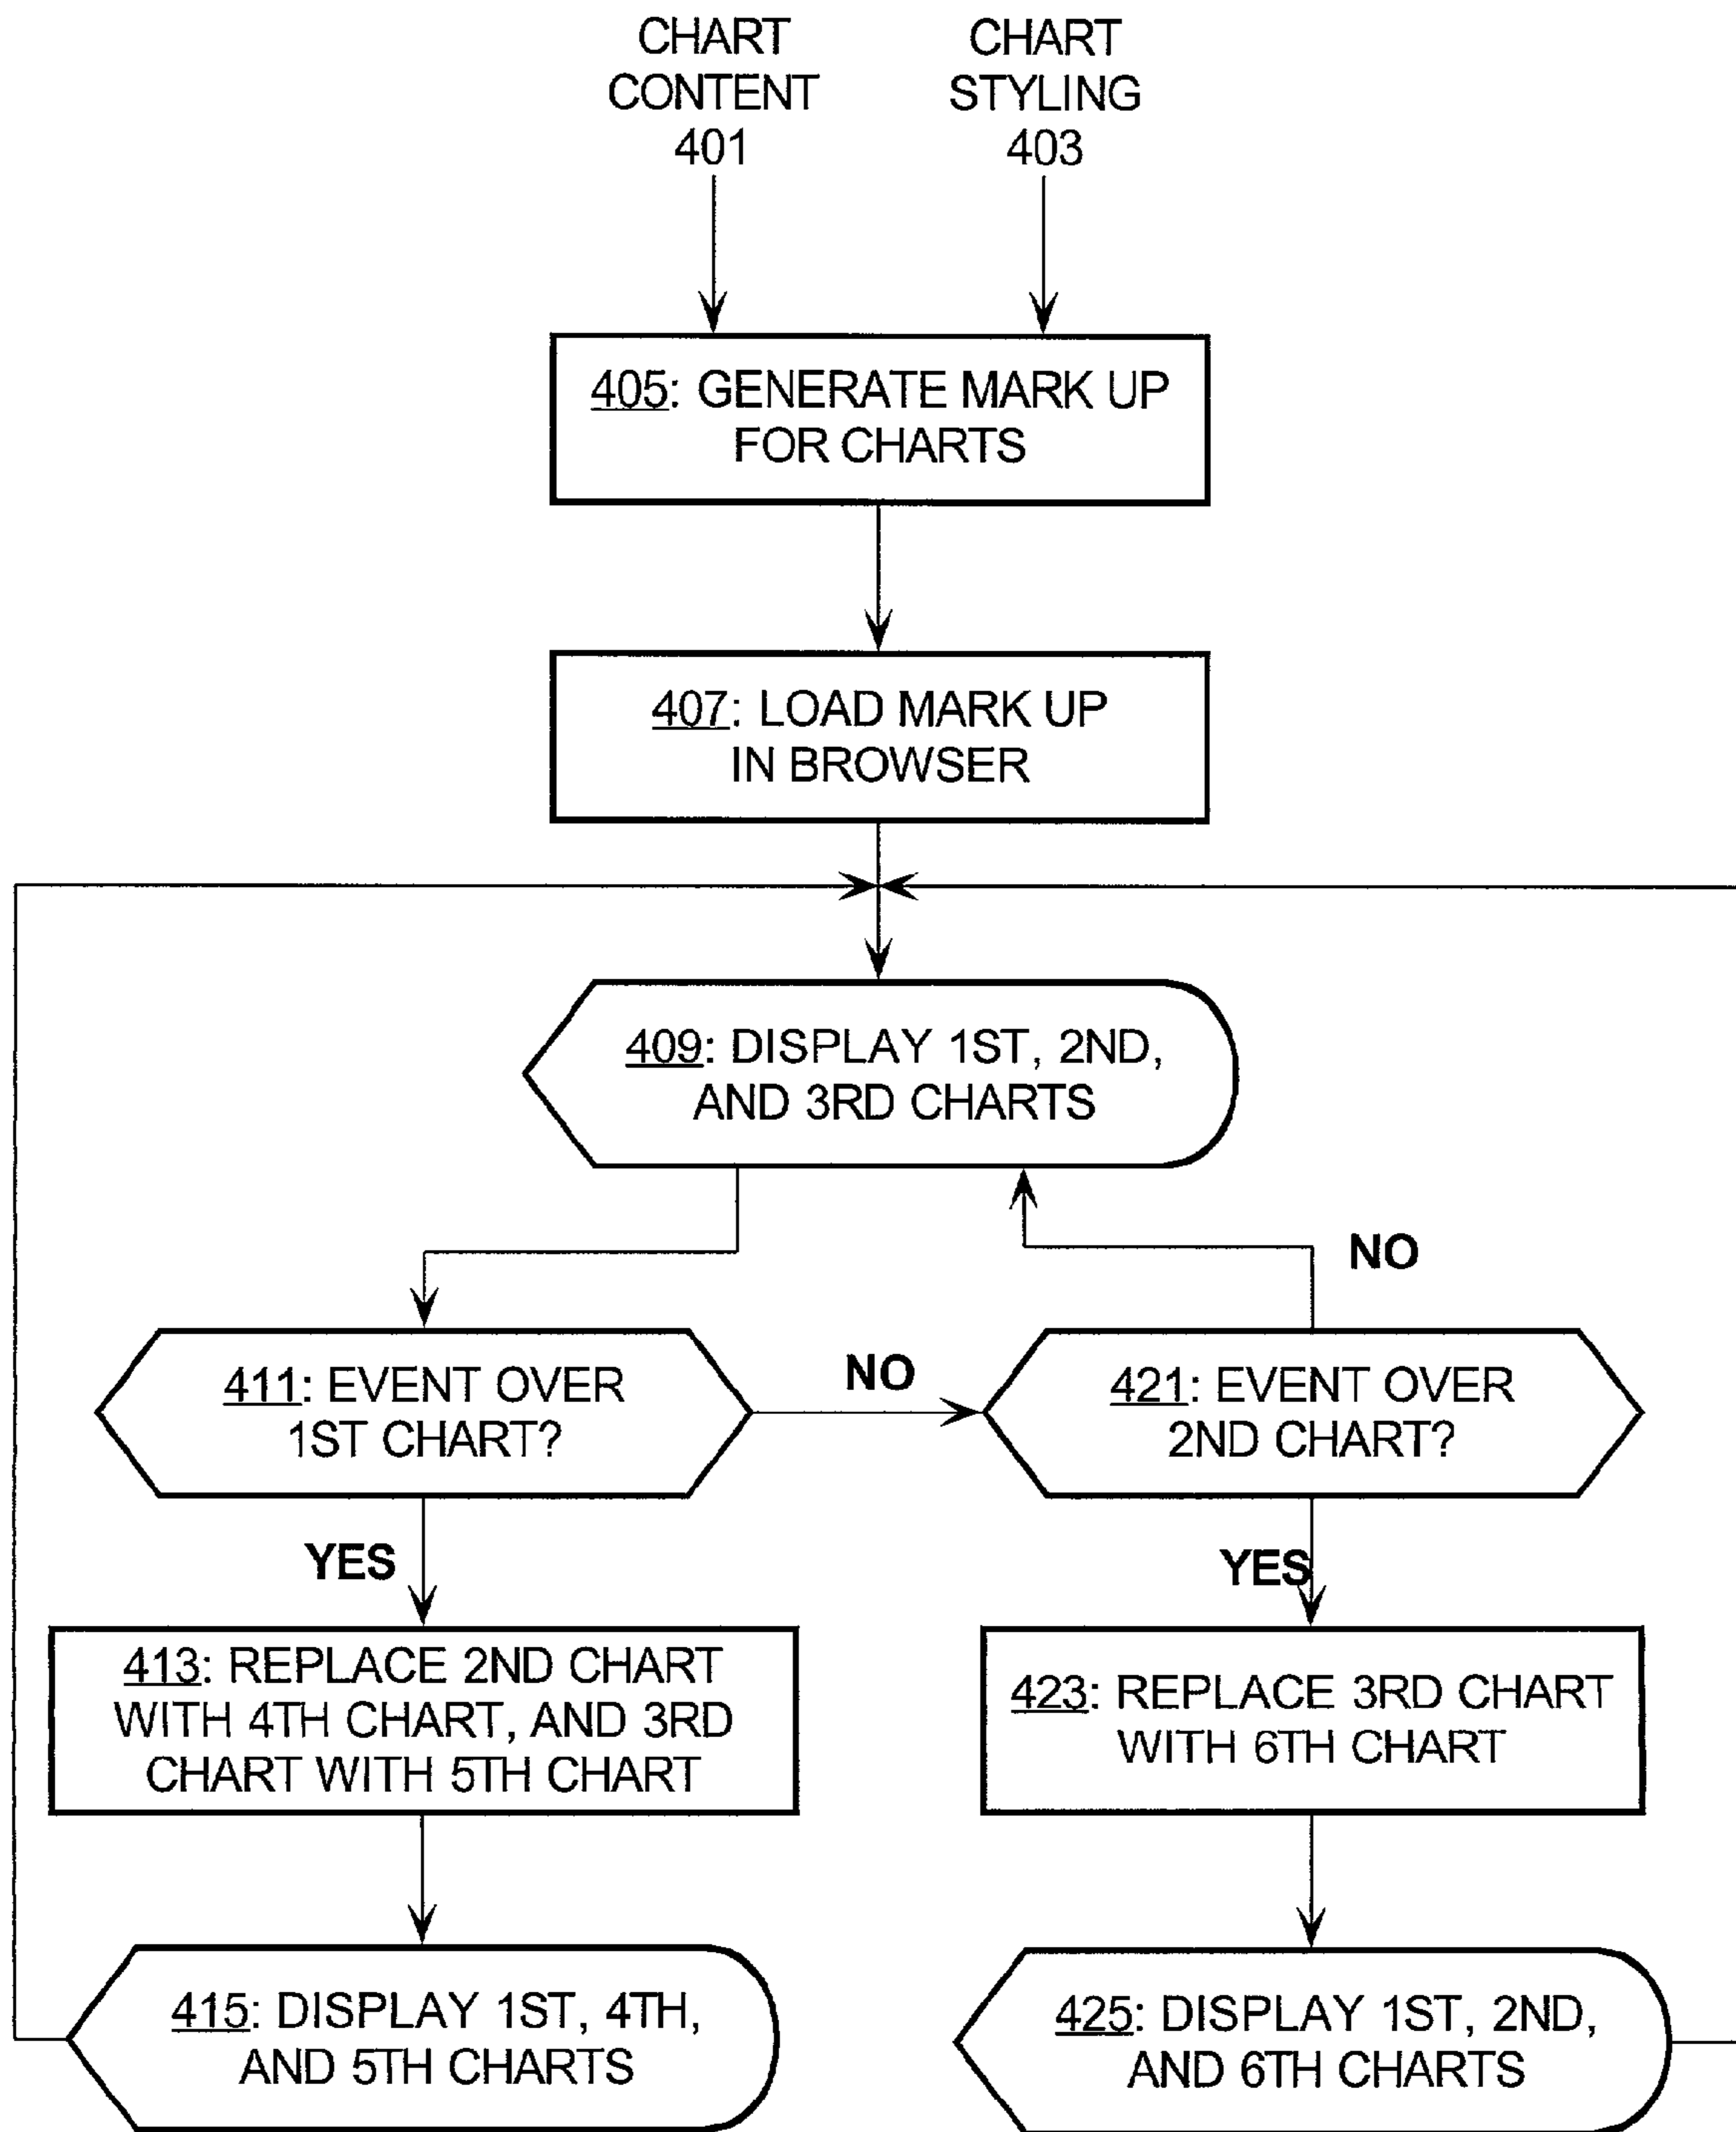 CHART
CONTENT
401
CHART
STYLING
403
405: GENERATE MARK UP
FOR CHARTS
407: LOAD MARK UP
IN BROWSER
409: DISPLAY 1ST, 2ND,
AND 3RD CHARTS
NO
411: EVENT OVER
1ST CHART?
NO
421: EVENT OVER
2ND CHART?
YES
YES
413: REPLACE 2ND CHART
WITH 4TH CHART, AND 3RD
CHART WITH 5TH CHART
423: REPLACE 3RD CHART
WITH 6TH CHART
415: DISPLAY 1ST, 4TH,
AND 5TH CHARTS
425: DISPLAY 1ST, 2ND,
AND 6TH CHARTS